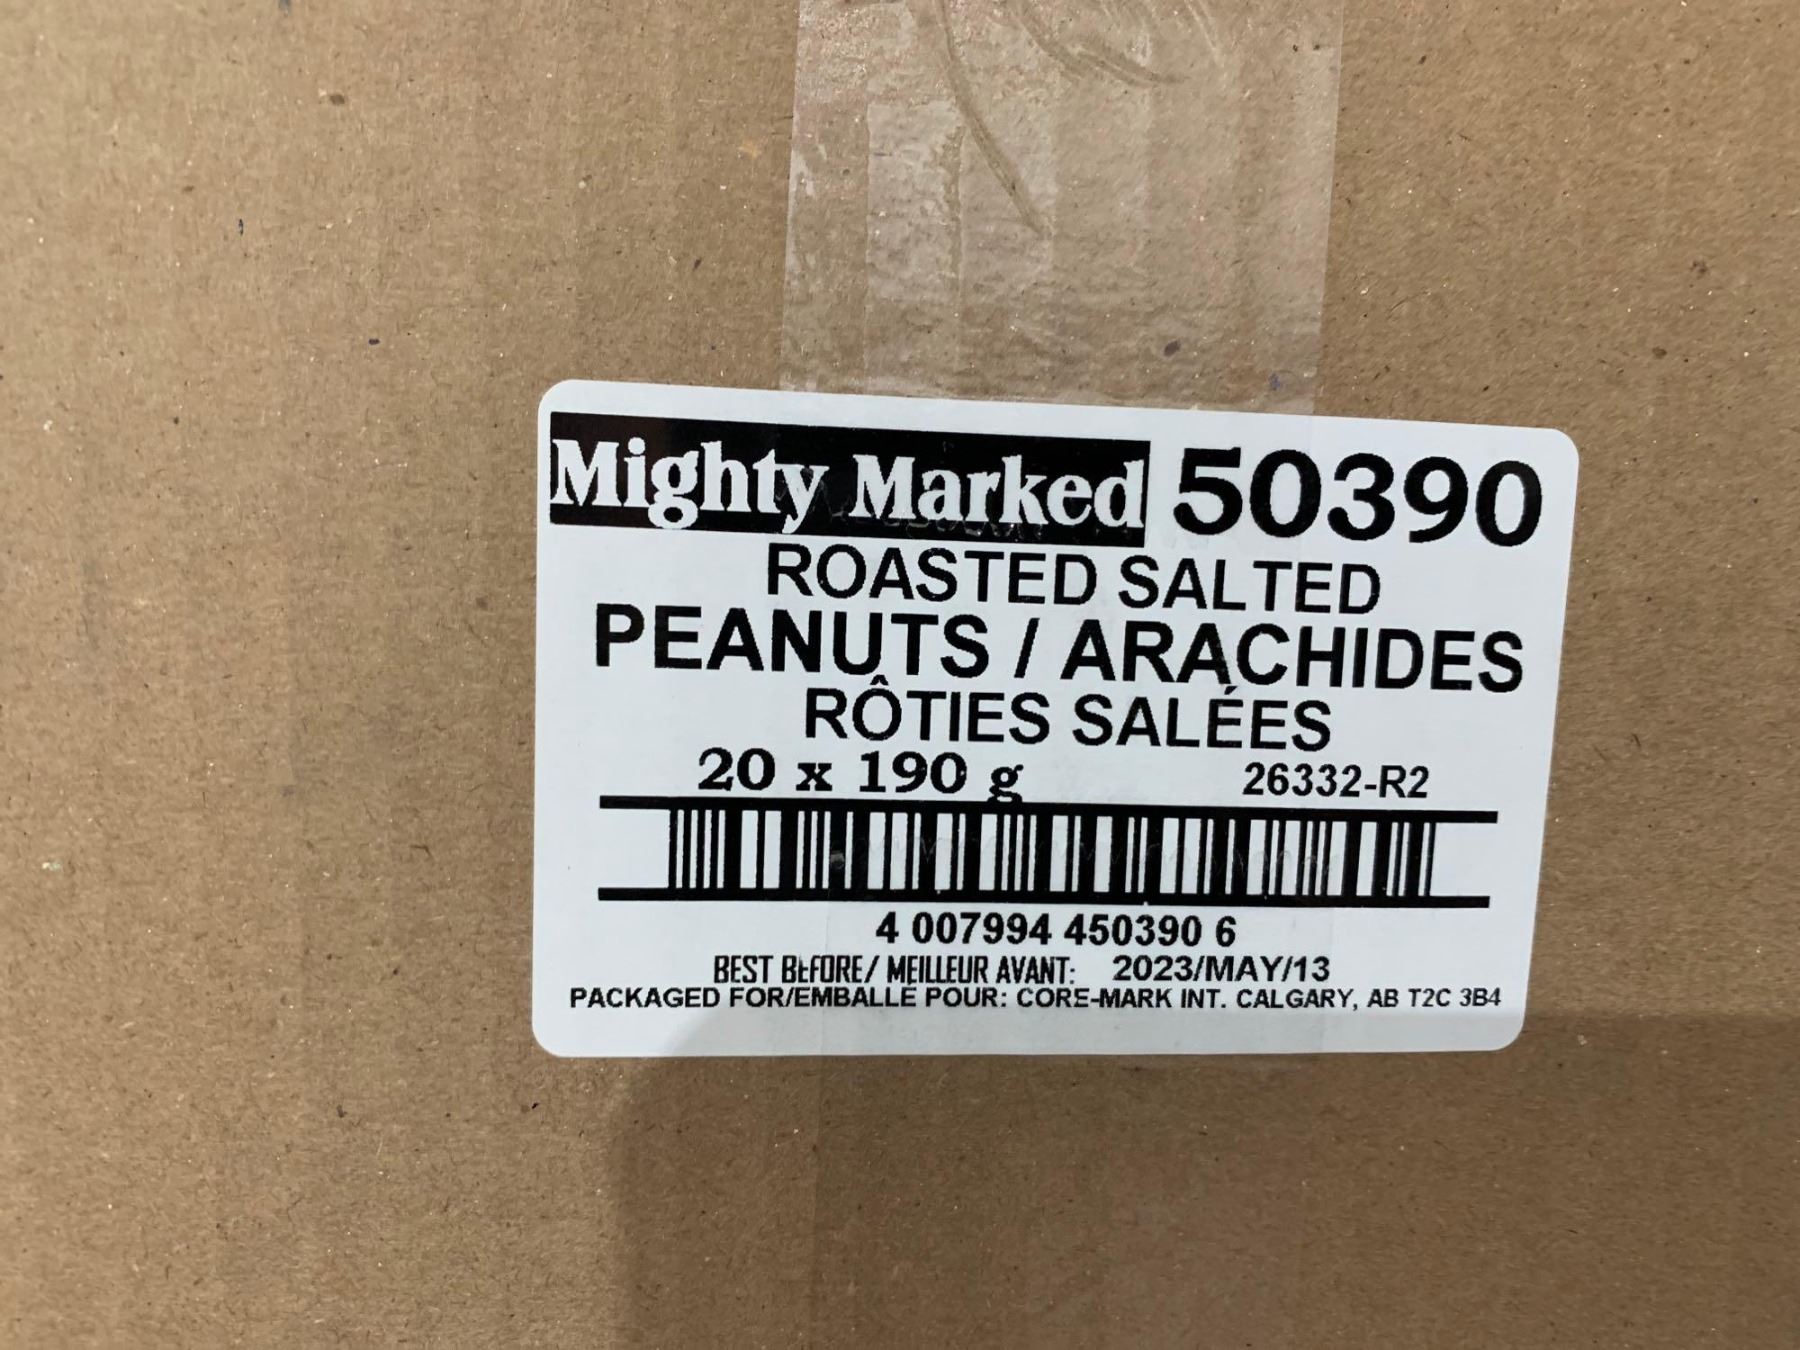 Mighty Marked 50390
ROASTED SALTED
PEANUTS / ARACHIDES
RÔTIES SALÉES
20 x 190 g 26332-R2
4 007994 450390 6
BEST BEFORE/ MEILLEUR AVANT: 2023/MAY/13
PACKAGED FOR/EMBALLÉ POUR: CORE-MARK INT. CALGARY, AB T2C 3B4